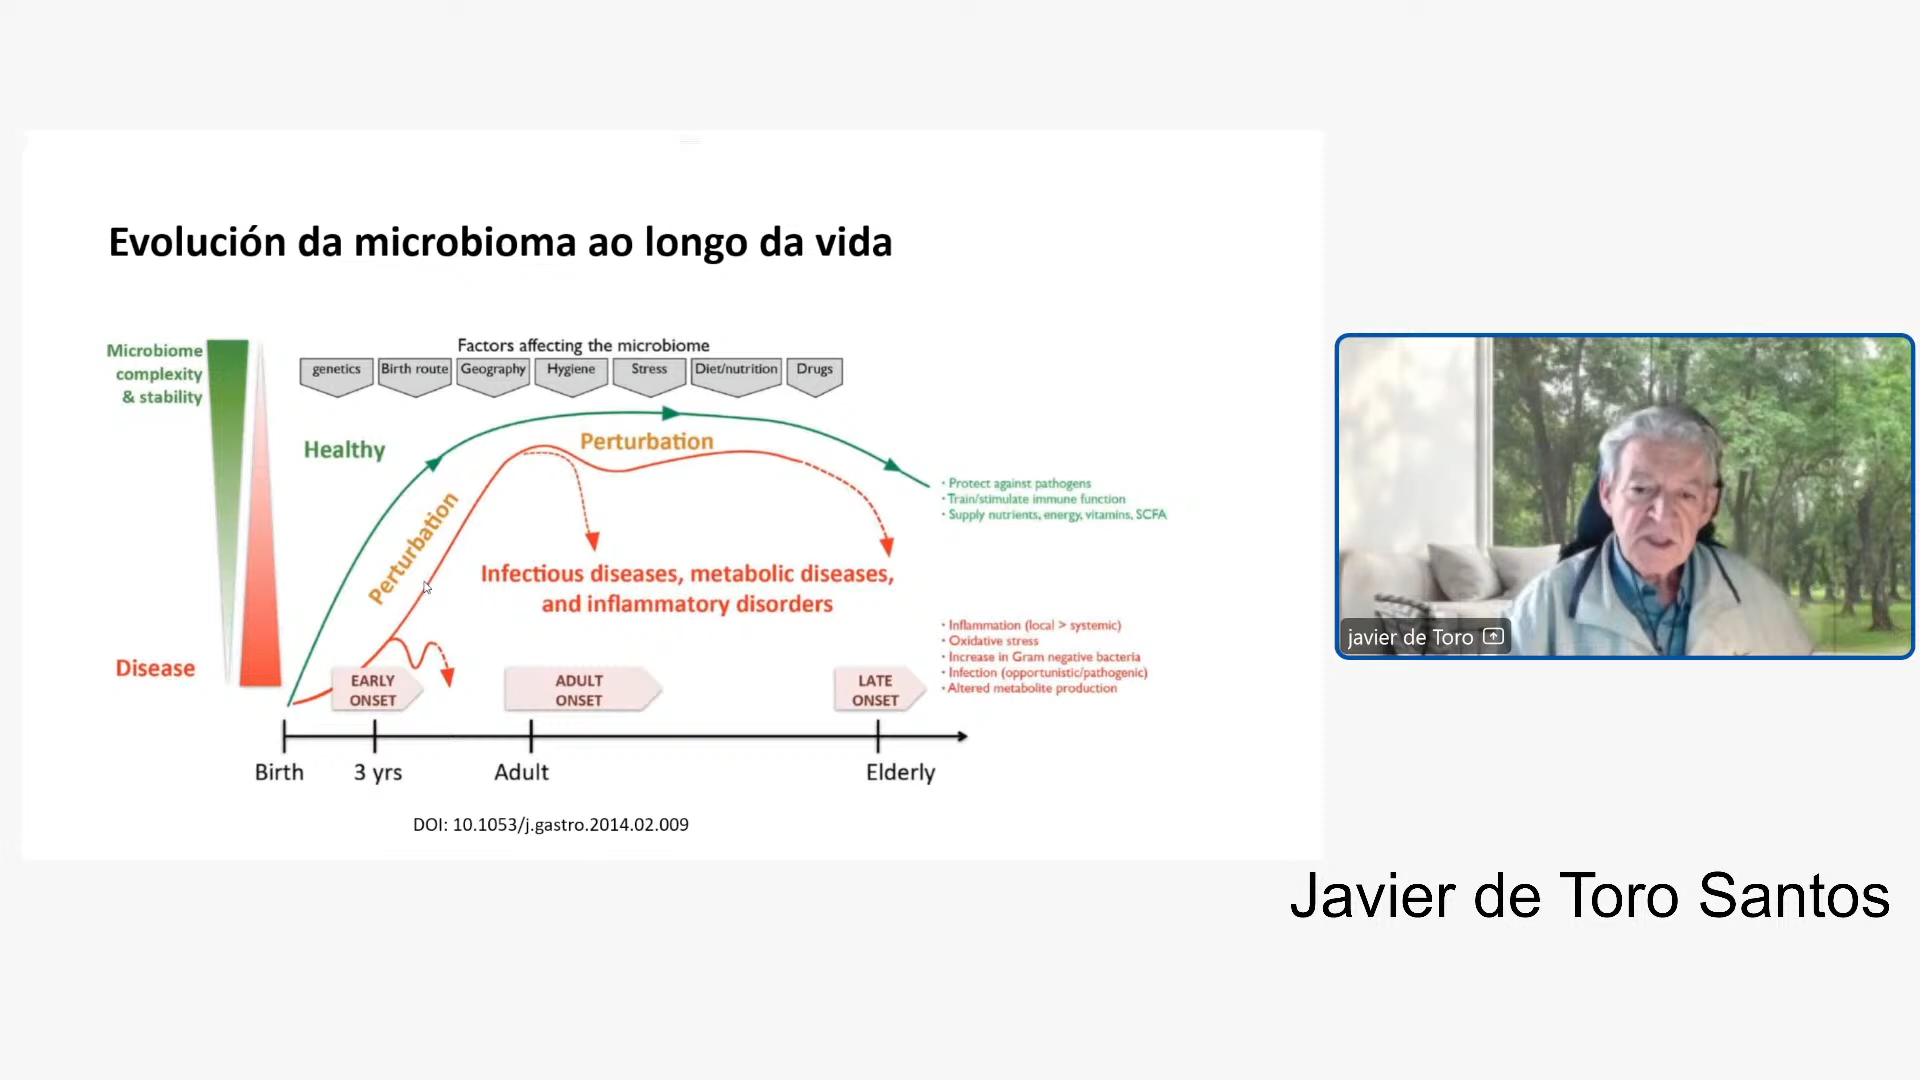 Evolución da microbioma ao longo da vida
Microbiome
complexity
& stability
Factors affecting the microbiome
genetics
Birth route
Geography
Hygiene
Stress
Diet/nutrition
Drugs
Healthy
Perturbation
Perturbation
· Protect against pathogens
· Train/stimulate immune function
· Supply nutrients, energy, vitamins, SCFA
Infectious diseases, metabolic diseases,
and inflammatory disorders
· Inflammation (local > systemic)
· Oxidative stress
· Increase in Gram negative bacteria
· Infection (opportunistic/pathogenic)
· Altered metabolite production
Disease
EARLY
ONSET
ADULT
ONSET
LATE
ONSET
Birth
3 yrs
Adult
Elderly
DOI: 10.1053/j.gastro.2014.02.009
javier de Toro
Javier de Toro Santos